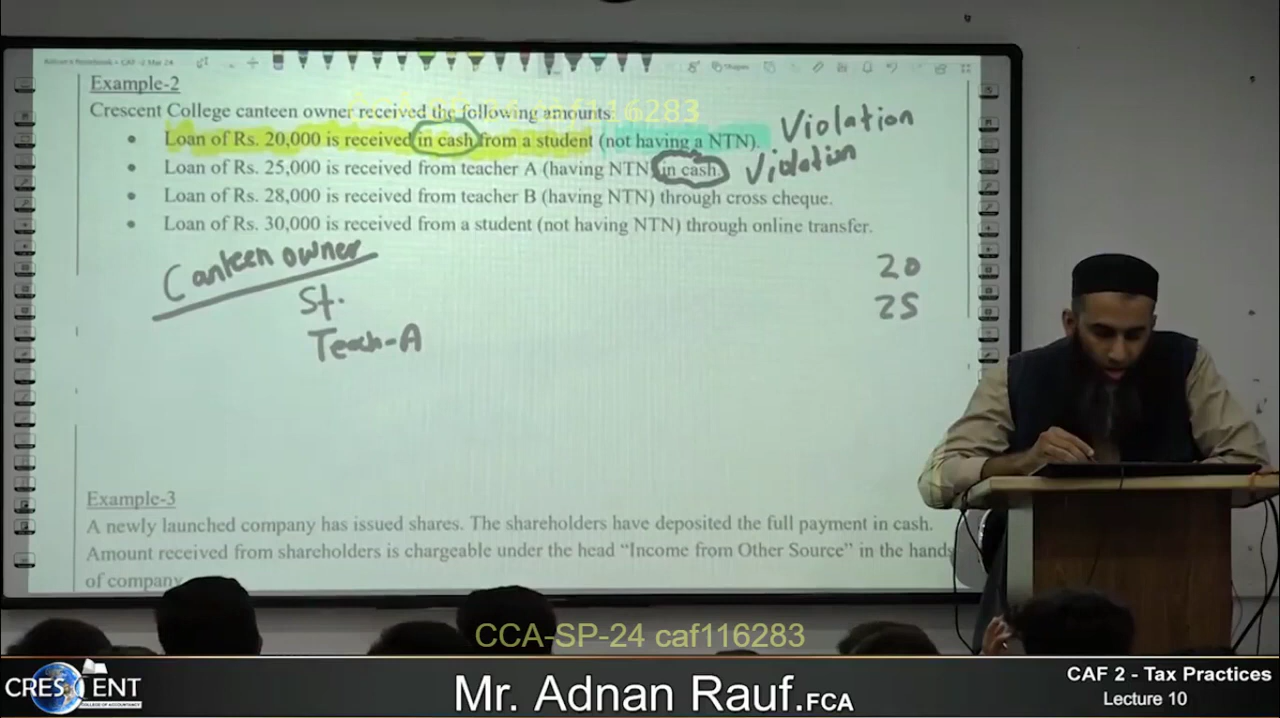 Example-2
Crescent College canteen owner received the following amounts:
caf116283
• Loan of Rs. 20,000 is received in cash from a student (not having a NTN). Violation
• Loan of Rs. 25,000 is received from teacher A (having NTN) in cash. Violation
• Loan of Rs. 28,000 is received from teacher B (having NTN) through cross cheque.
• Loan of Rs. 30,000 is received from a student (not having NTN) through online transfer.
Canteen owner
St. 20
Teach-A 25
Example-3
A newly launched company has issued shares. The shareholders have deposited the full payment in cash.
Amount received from shareholders is chargeable under the head “Income from Other Source” in the hands
of company
CCA-SP-24 caf116283
CRESCENT
COLLEGE OF ACCOUNTANCY
Mr. Adnan Rauf.FCA
CAF 2 - Tax Practices
Lecture 10